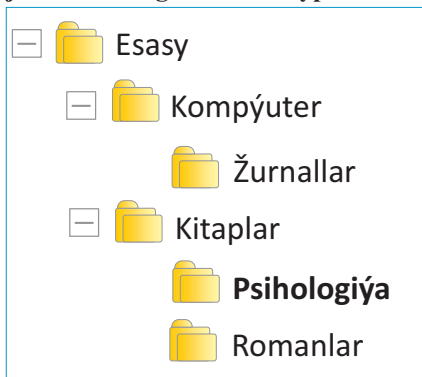 Esasy
Kompýuter
Žurnallar
Kitaplar
Psihologiýa
Romanlar